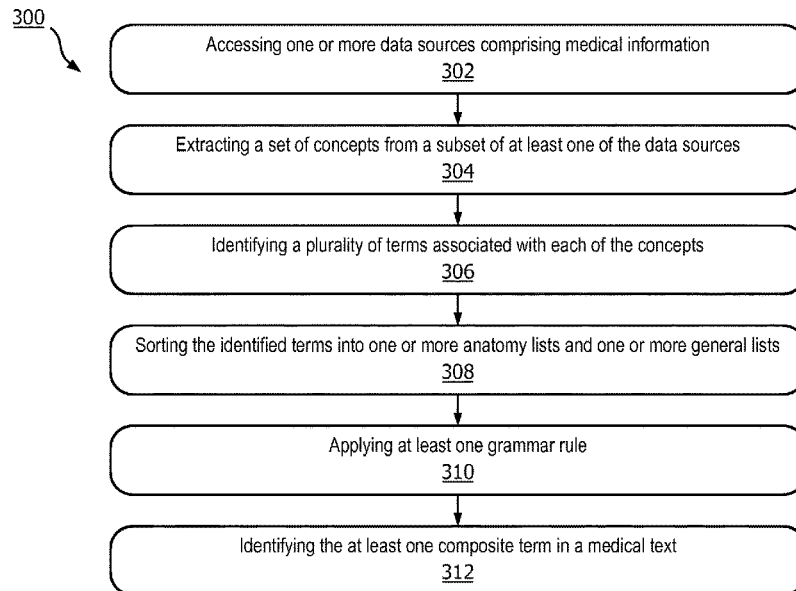 300
Accessing one or more data sources comprising medical information
302
Extracting a set of concepts from a subset of at least one of the data sources
304
Identifying a plurality of terms associated with each of the concepts
306
Sorting the identified terms into one or more anatomy lists and one or more general lists
308
Applying at least one grammar rule
310
Identifying the at least one composite term in a medical text
312